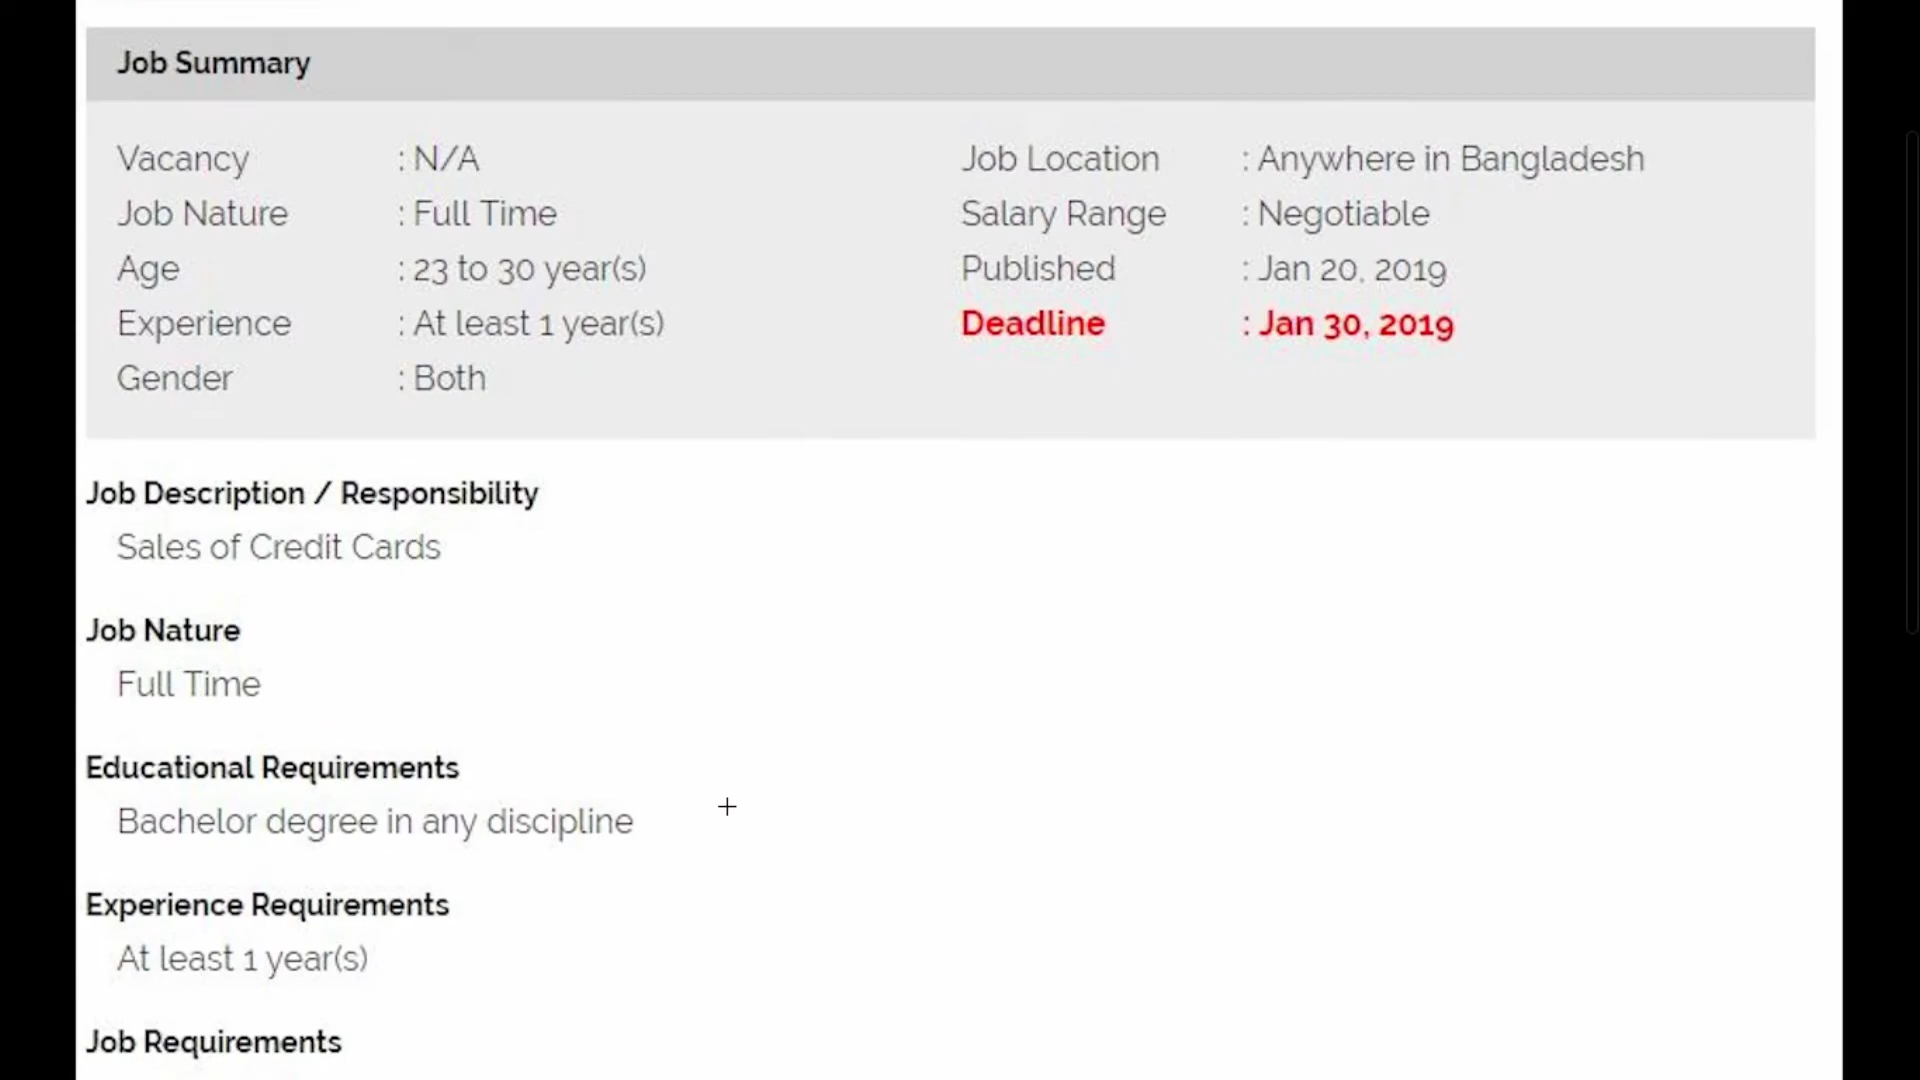 Job Summary
Vacancy : N/A Job Location : Anywhere in Bangladesh
Job Nature : Full Time Salary Range : Negotiable
Age : 23 to 30 year(s) Published : Jan 20, 2019
Experience : At least 1 year(s) Deadline : Jan 30, 2019
Gender : Both
Job Description / Responsibility
Sales of Credit Cards
Job Nature
Full Time
Educational Requirements
Bachelor degree in any discipline
Experience Requirements
At least 1 year(s)
Job Requirements